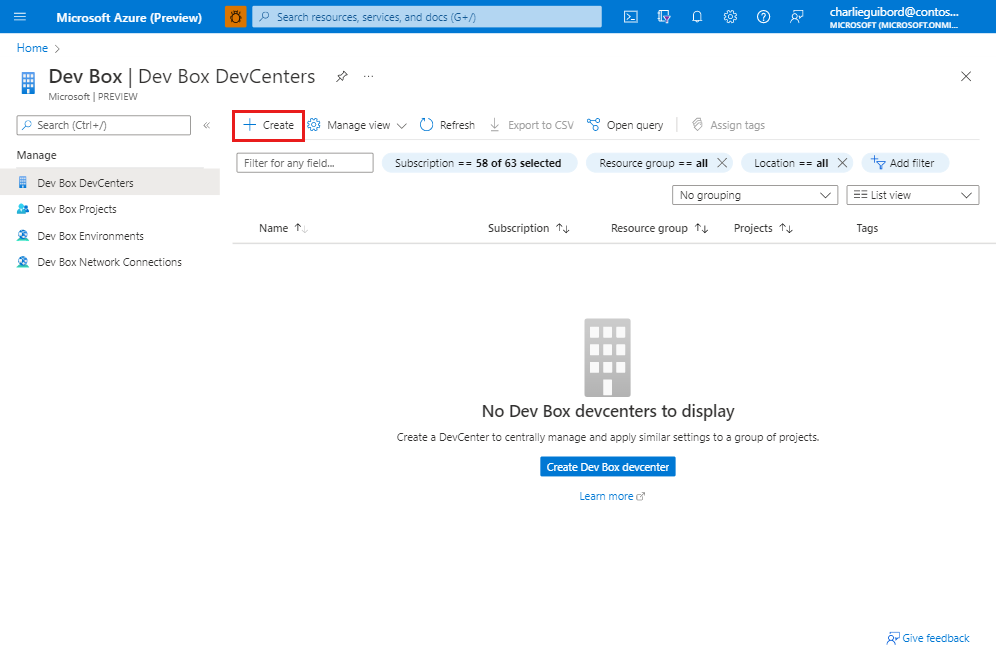 Microsoft Azure (Preview)
Search resources, services, and docs (G+/)
charlieguibord@contos...
MICROSOFT (MICROSOFT.ONMI...
Home
Dev Box | Dev Box DevCenters
...
Microsoft | PREVIEW
Search (Ctrl+/)
Create
Manage view
Refresh
Export to CSV
Open query
Assign tags
Manage
Dev Box DevCenters
Dev Box Projects
Dev Box Environments
Dev Box Network Connections
Filter for any field...
Subscription == 58 of 63 selected
Resource group == all
Location == all
Add filter
No grouping
List view
Name
Subscription
Resource group
Projects
Tags
No Dev Box devcenters to display
Create a DevCenter to centrally manage and apply similar settings to a group of projects.
Create Dev Box devcenter
Learn more
Give feedback